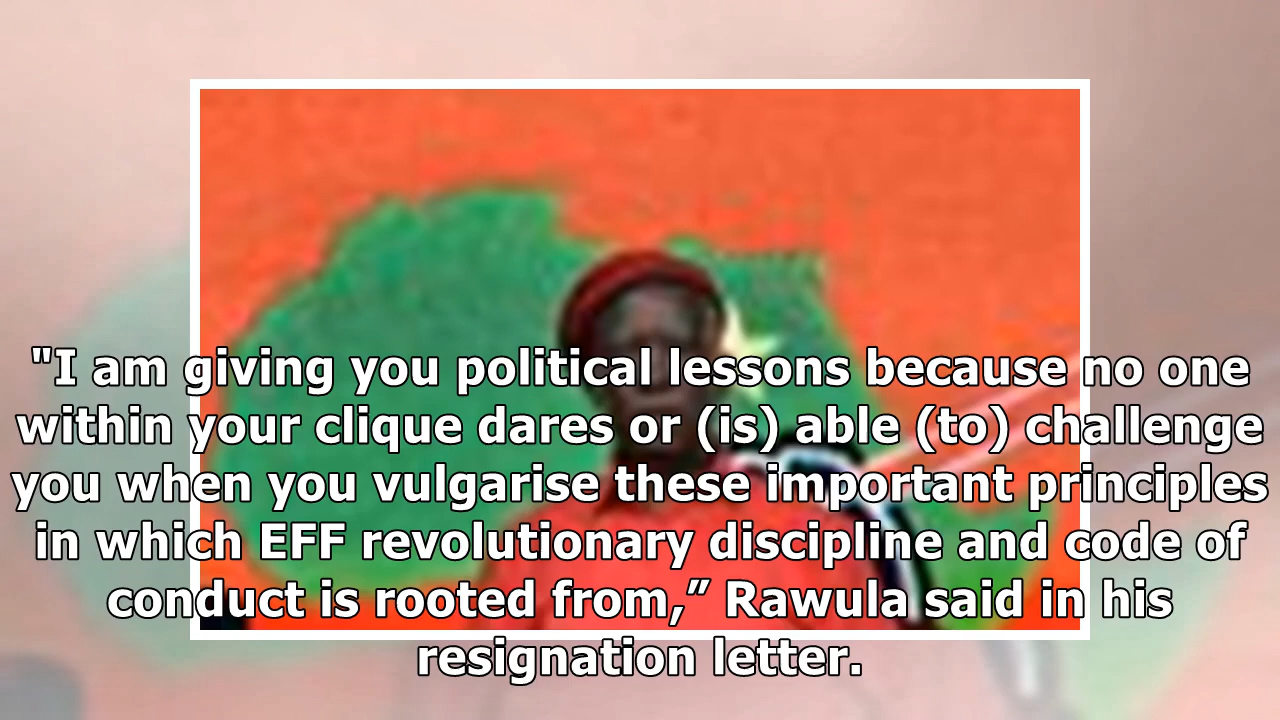 "I am giving you political lessons because no one
within your clique dares or (is) able (to) challenge
you when you vulgarise these important principles
in which EFF revolutionary discipline and code of
conduct is rooted from,” Rawula said in his
resignation letter.